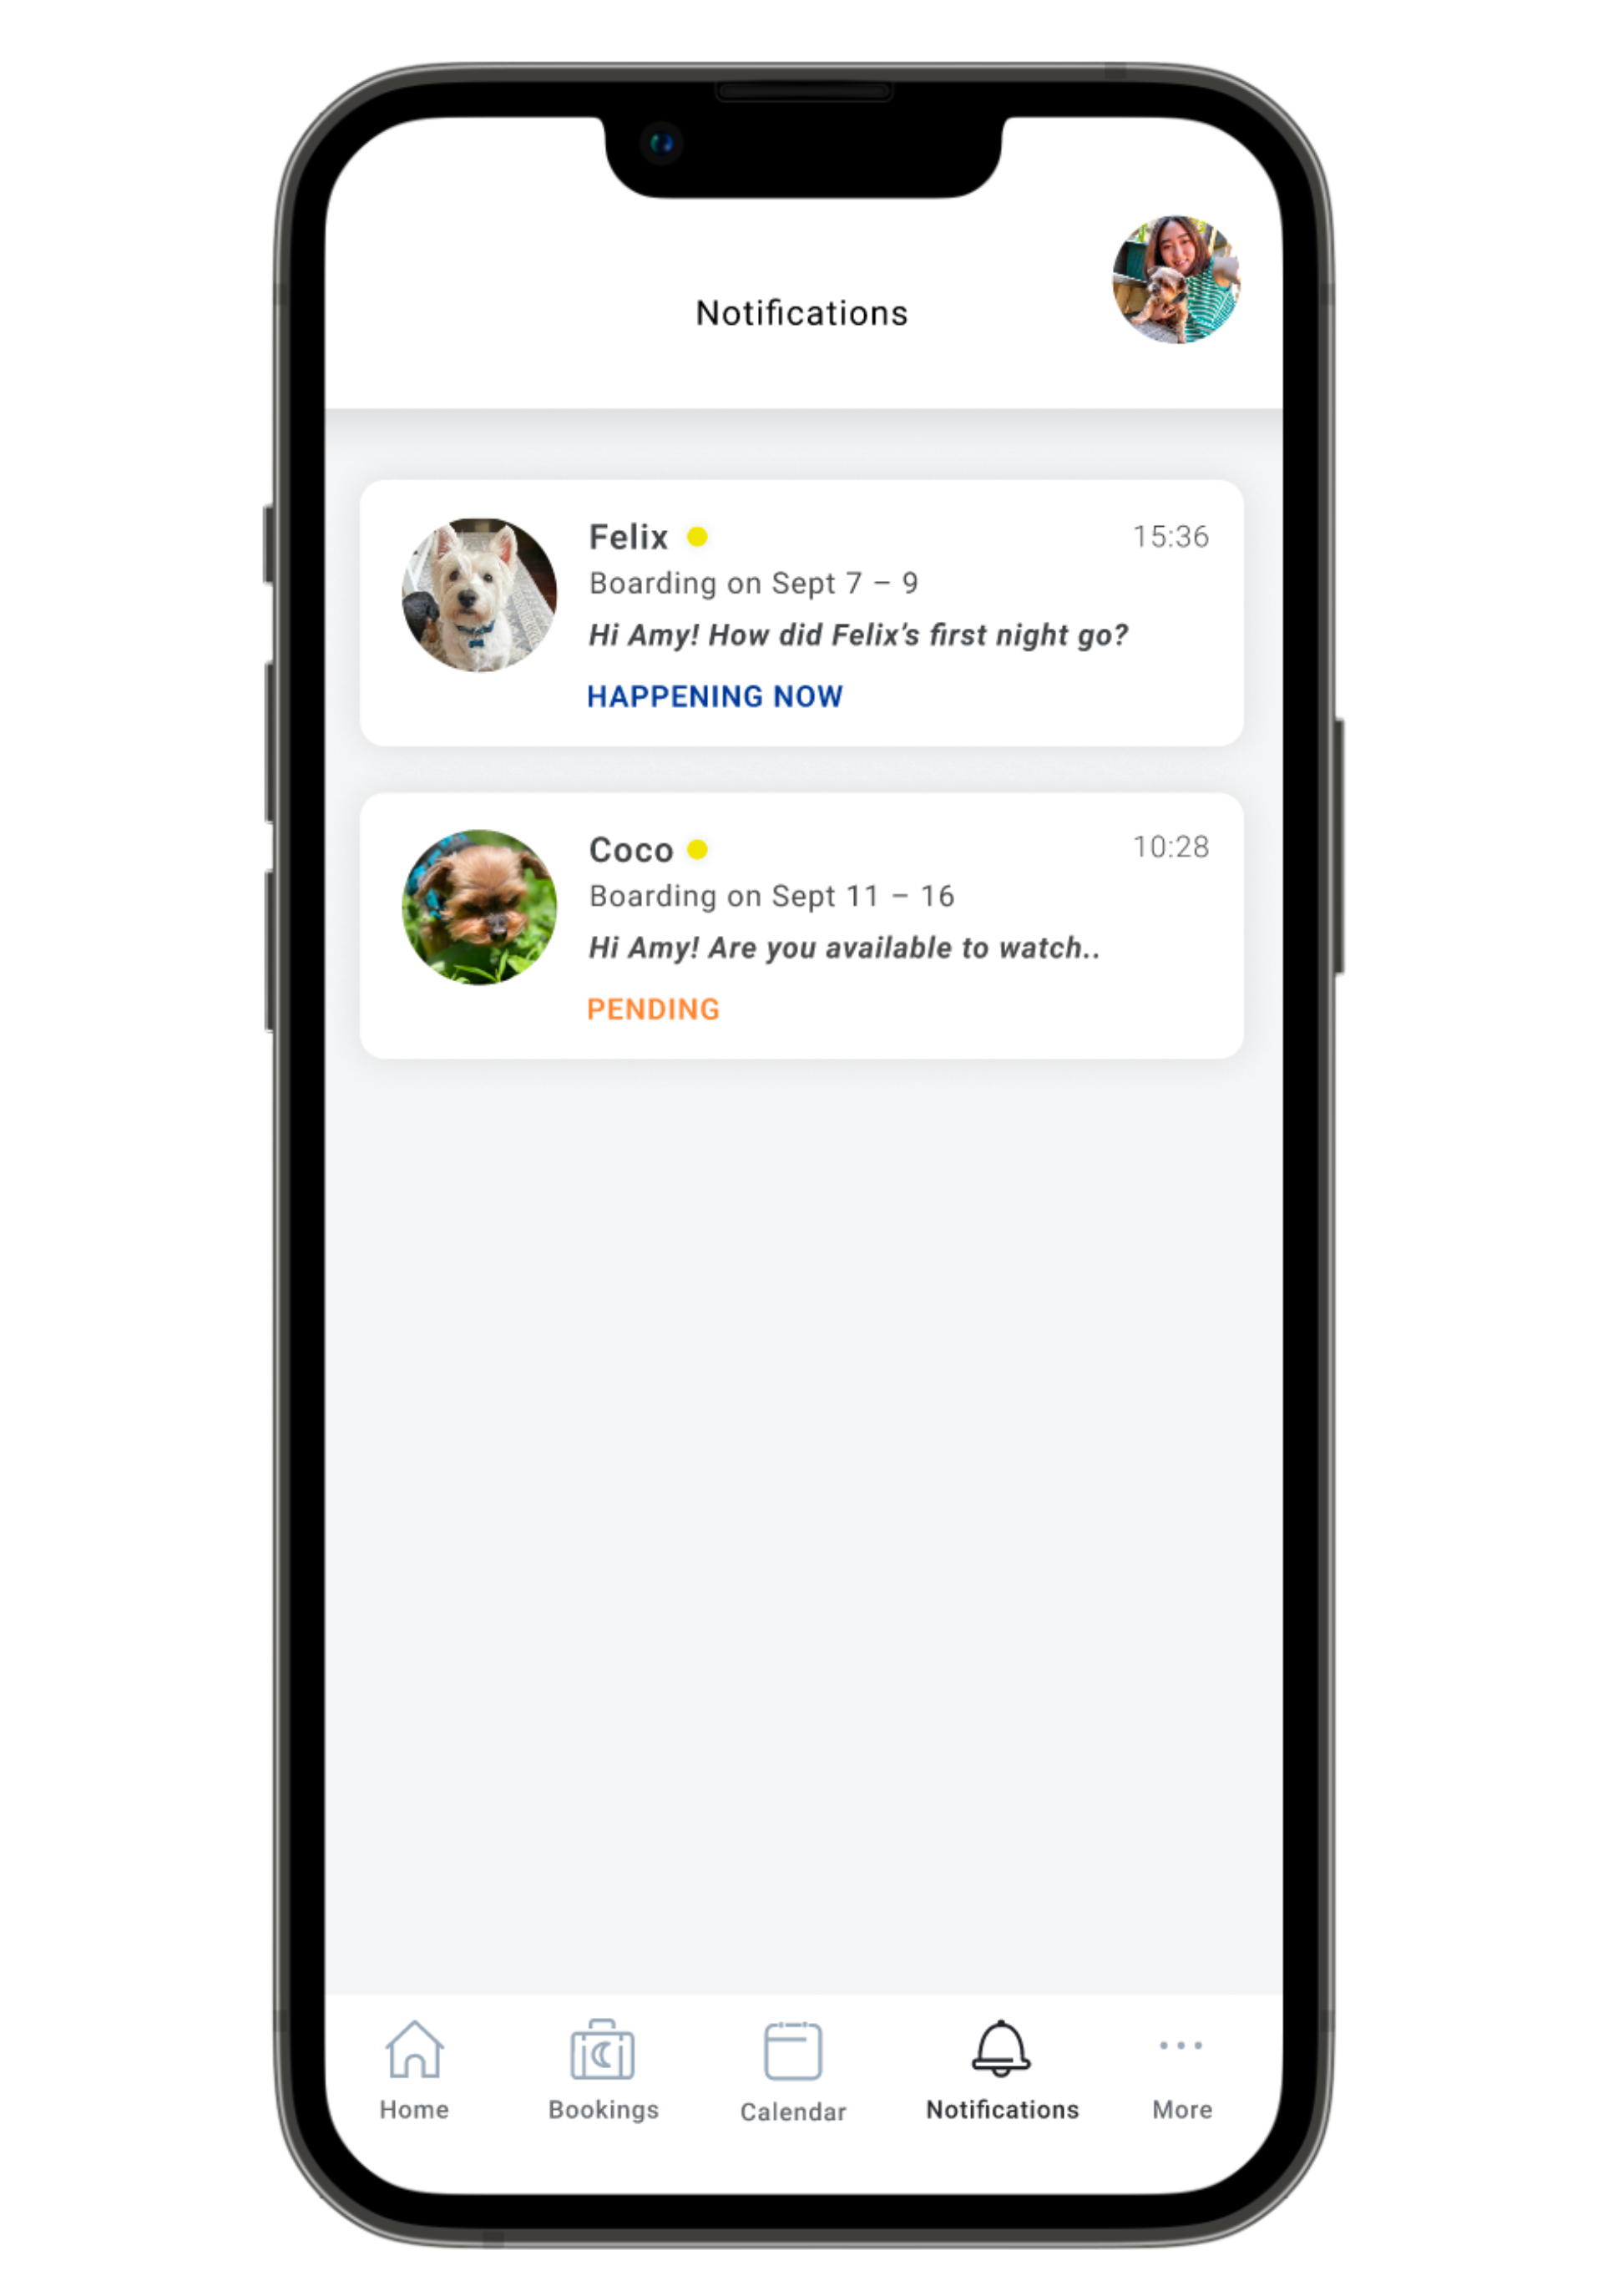 Notifications
Felix
15:36
Boarding on Sept 7 – 9
Hi Amy! How did Felix’s first night go?
HAPPENING NOW
Coco
10:28
Boarding on Sept 11 – 16
Hi Amy! Are you available to watch..
PENDING
Home
Bookings
Calendar
Notifications
More